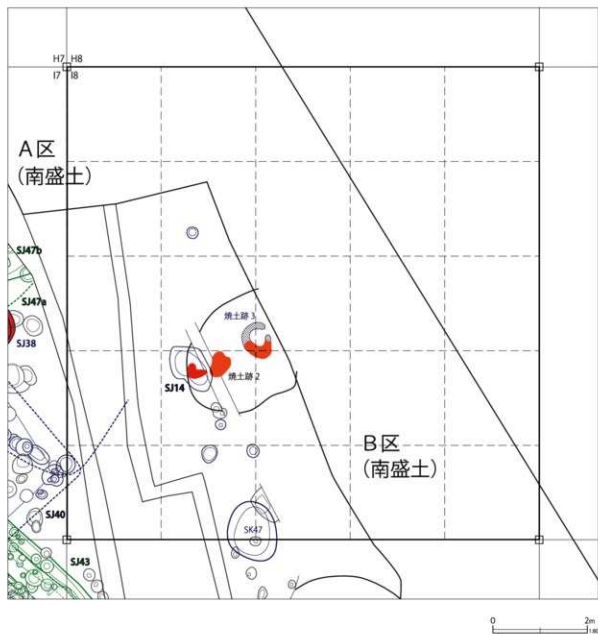 H7 H8
I7 I8
A区
(南盛土)
SJ47b
SJ47a
SJ38
焼土跡 3
焼土跡 2
SJ14
B区
(南盛土)
SJ40
SK47
SJ43
0 2m